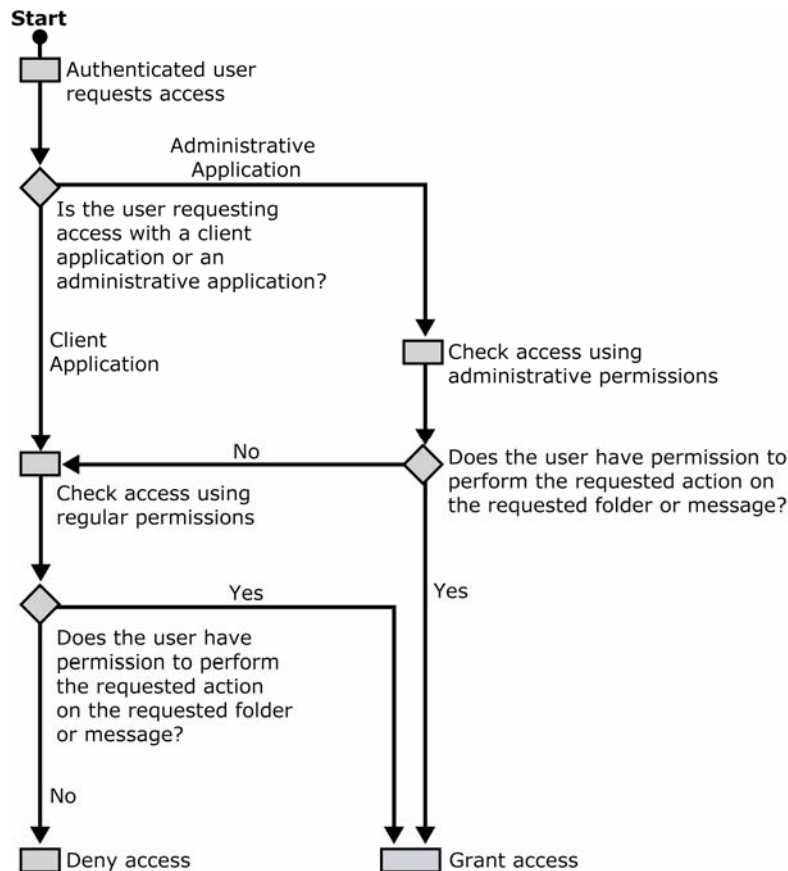 Start
Authenticated user
requests access
Administrative
Application
Is the user requesting
access with a client
application or an
administrative application?
Client
Application
Check access using
administrative permissions
No
Does the user have permission to
perform the requested action on
the requested folder or message?
Check access using
regular permissions
Yes
Yes
Does the user have
permission to perform
the requested action
on the requested folder
or message?
No
Deny access
Grant access